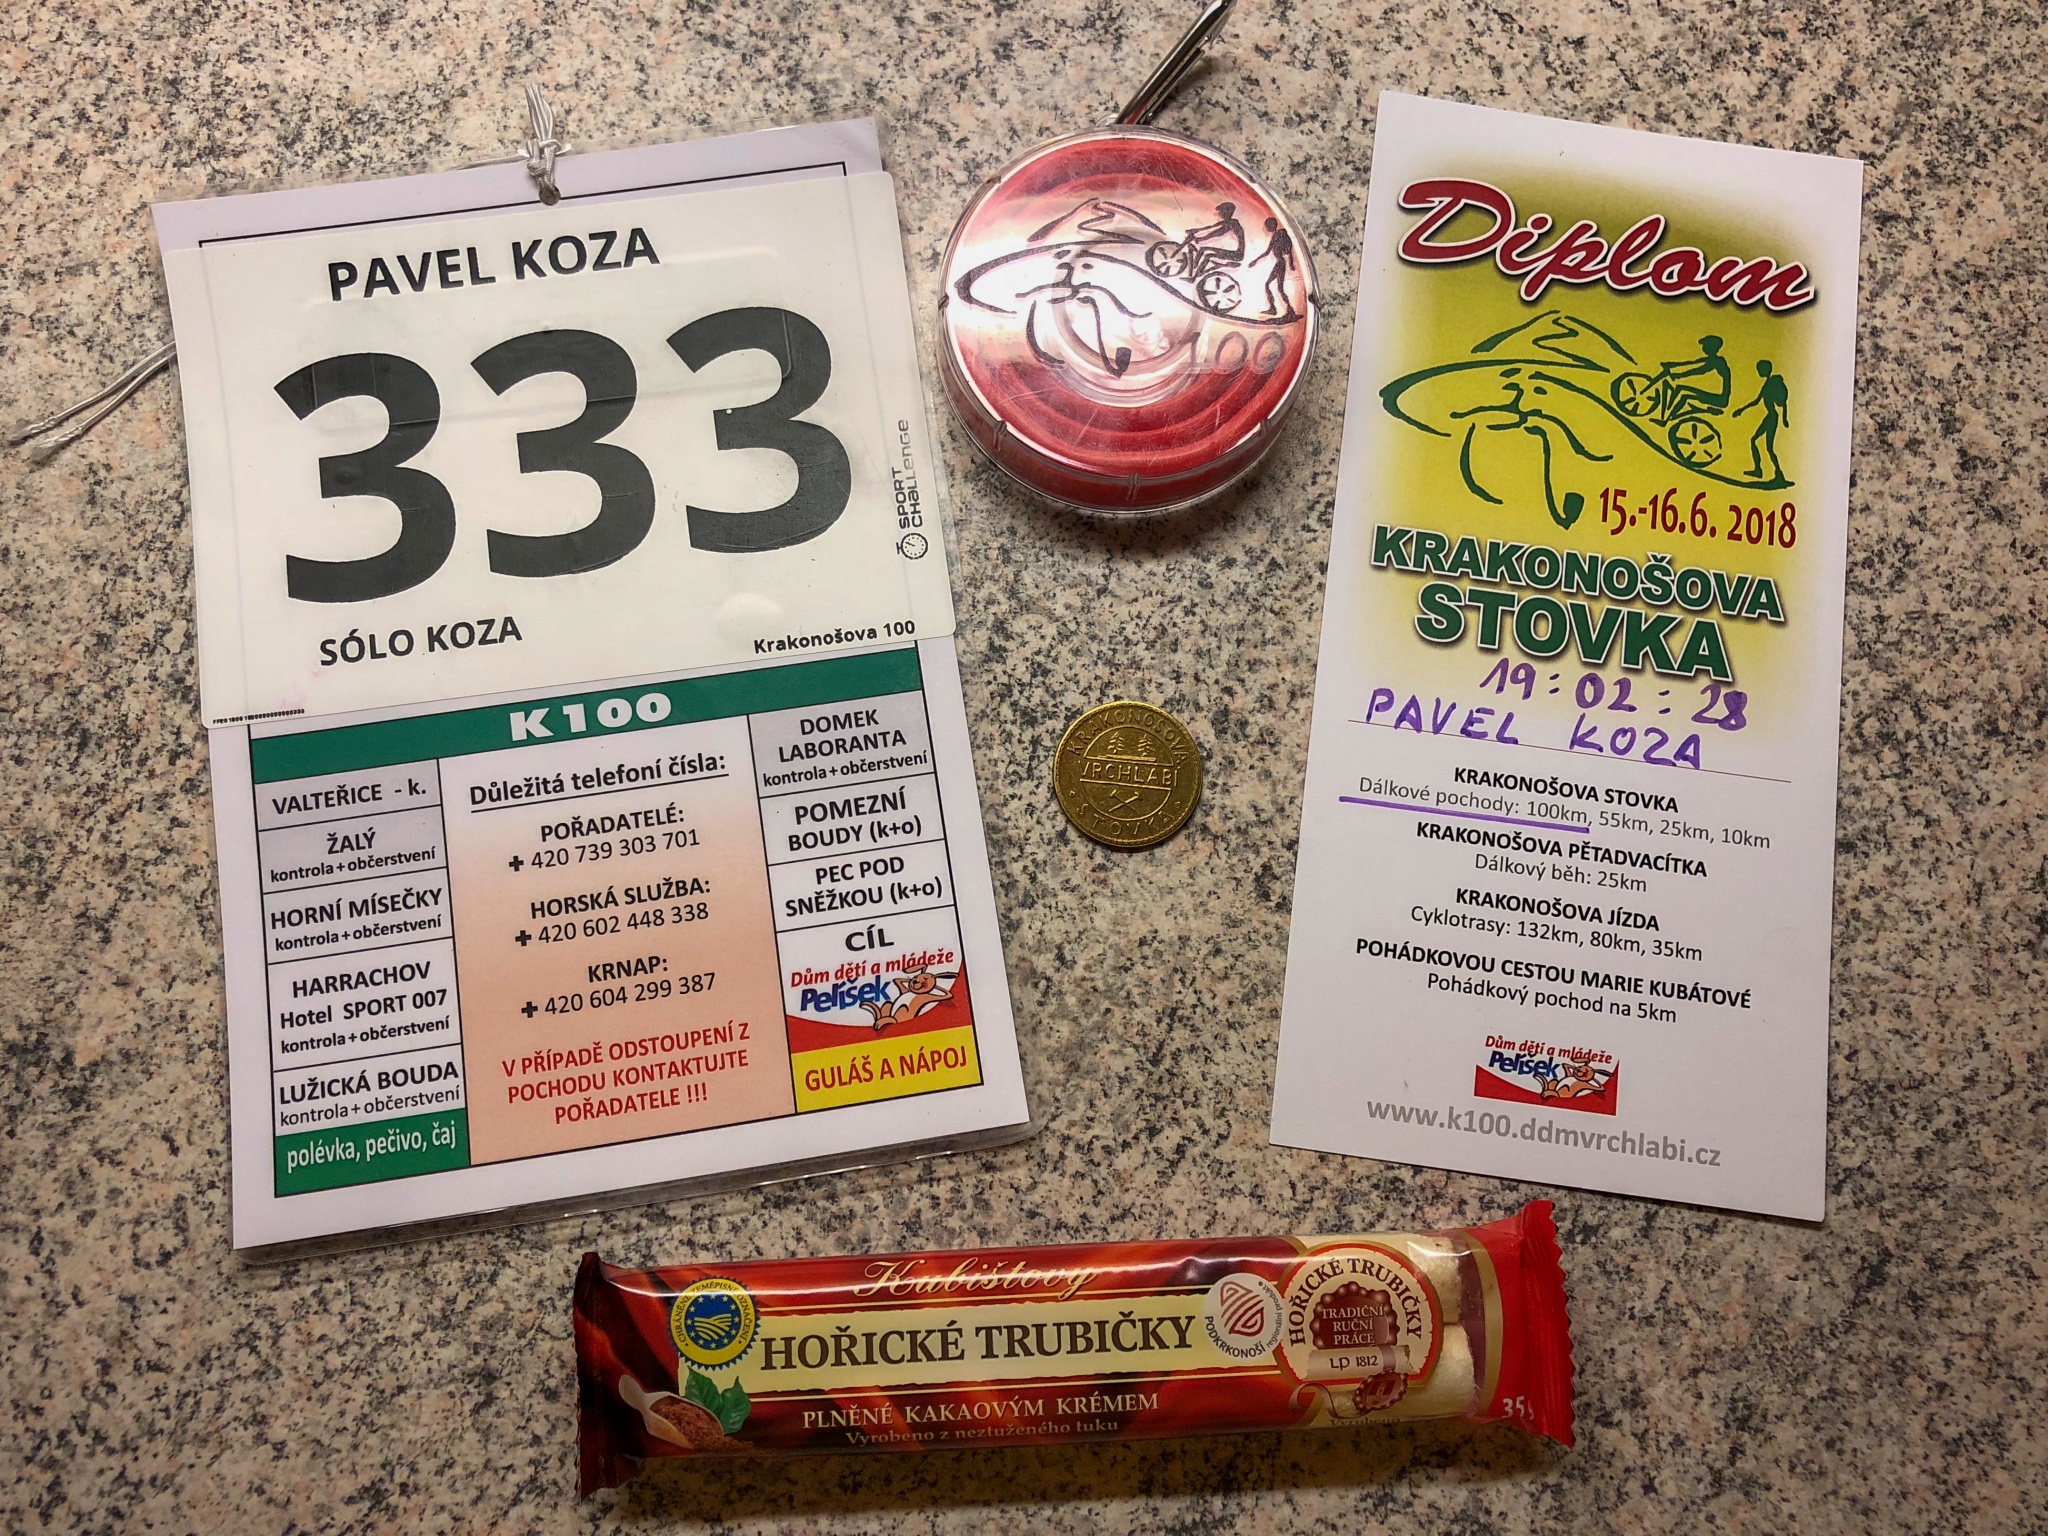 PAVEL KOZA
333
SPORT
CHALLENGE
SÓLO KOZA
Krakonošova 100
K100
VALTEŘICE - k.
ŽALÝ
kontrola+občerstvení
HORNÍ MÍSEČKY
kontrola+občerstvení
HARRACHOV
Hotel SPORT 007
kontrola+občerstvení
LUŽICKÁ BOUDA
kontrola+občerstvení
polévka, pečivo, čaj
Důležitá telefoní čísla:
POŘADATELÉ:
+ 420 739 303 701
HORSKÁ SLUŽBA:
+ 420 602 448 338
KRNAP:
+ 420 604 299 387
V PŘÍPADĚ ODSTOUPENÍ Z
POCHODU KONTAKTUJTE
POŘADATELE !!!
DOMEK
LABORANTA
kontrola+občerstvení
POMEZNÍ
BOUDY (k+o)
PEC POD
SNĚŽKOU (k+o)
CÍL
Dům dětí a mládeže
Pelíšek
GULÁŠ A NÁPOJ
100
KRAKONOŠOVA
VRCHLABÍ
STOVKA
Diplom
15.-16.6. 2018
KRAKONOŠOVA
STOVKA
19:02:28
PAVEL KOZA
KRAKONOŠOVA STOVKA
Dálkové pochody: 100km, 55km, 25km, 10km
KRAKONOŠOVA PĚTADVACÍTKA
Dálkový běh: 25km
KRAKONOŠOVA JÍZDA
Cyklotrasy: 132km, 80km, 35km
POHÁDKOVOU CESTOU MARIE KUBÁTOVÉ
Pohádkový pochod na 5km
Dům dětí a mládeže
Pelíšek
www.k100.ddmvrchlabi.cz
Kubištovy
HOŘICKÉ TRUBIČKY
PLNĚNÉ KAKAOVÝM KRÉMEM
Vyrobeno z neztuženého tuku
CHRÁNĚNÉ ZEMĚPISNÉ OZNAČENÍ
PODKRKONOŠÍ regionální produkt
HOŘICKÉ TRUBIČKY
TRADIČNÍ
RUČNÍ
PRÁCE
LP 1812
35g